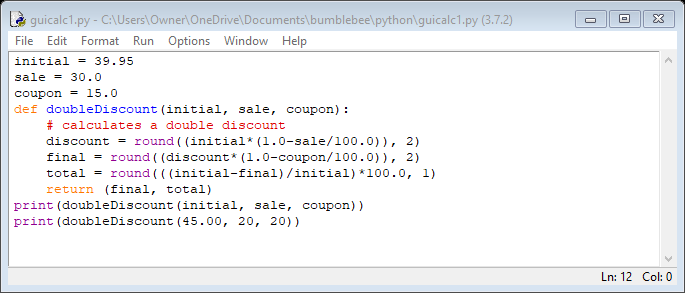 guicalc1.py - C:\Users\Owner\OneDrive\Documents\bumblebee\python\guicalc1.py (3.7.2)
File Edit Format Run Options Window Help
initial = 39.95
sale = 30.0
coupon = 15.0
def doubleDiscount(initial, sale, coupon):
    # calculates a double discount
    discount = round((initial*(1.0-sale/100.0)), 2)
    final = round((discount*(1.0-coupon/100.0)), 2)
    total = round(((initial-final)/initial)*100.0, 1)
    return (final, total)
print(doubleDiscount(initial, sale, coupon))
print(doubleDiscount(45.00, 20, 20))
Ln: 12 Col: 0